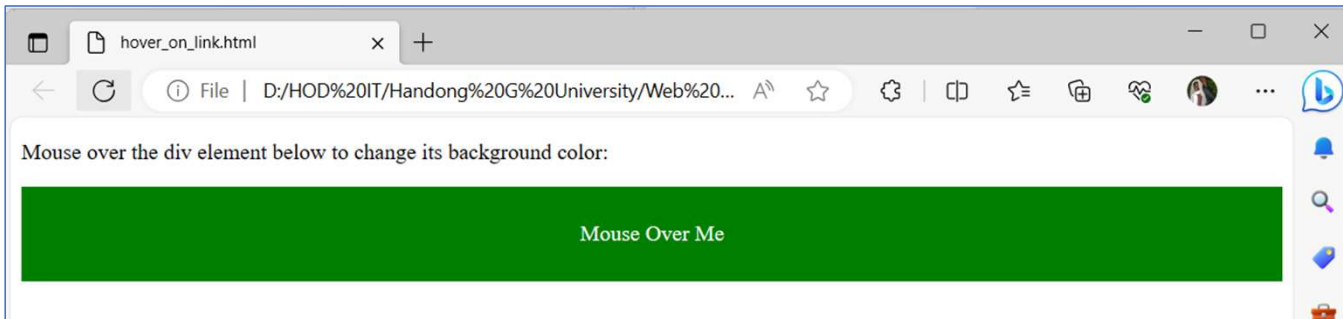 hover_on_link.html
File | D:/HOD%20IT/Handong%20G%20University/Web%20...
Mouse over the div element below to change its background color:
Mouse Over Me